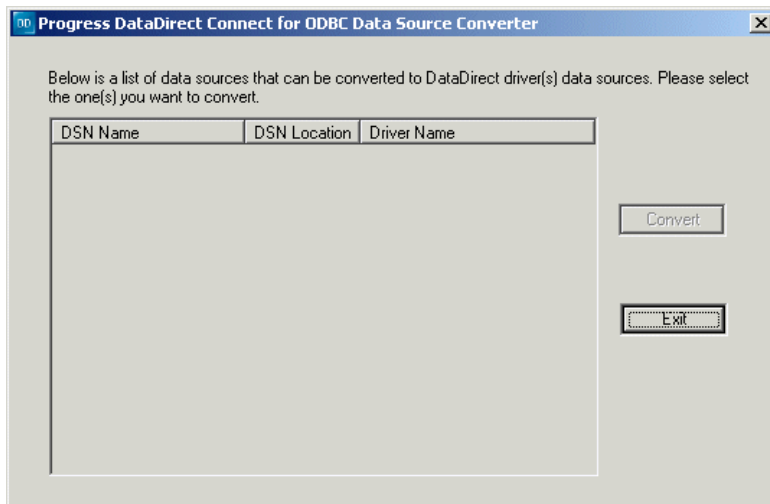 Progress DataDirect Connect for ODBC Data Source Converter
Below is a list of data sources that can be converted to DataDirect driver(s) data sources. Please select
the one(s) you want to convert.
DSN Name DSN Location Driver Name
Convert
Exit